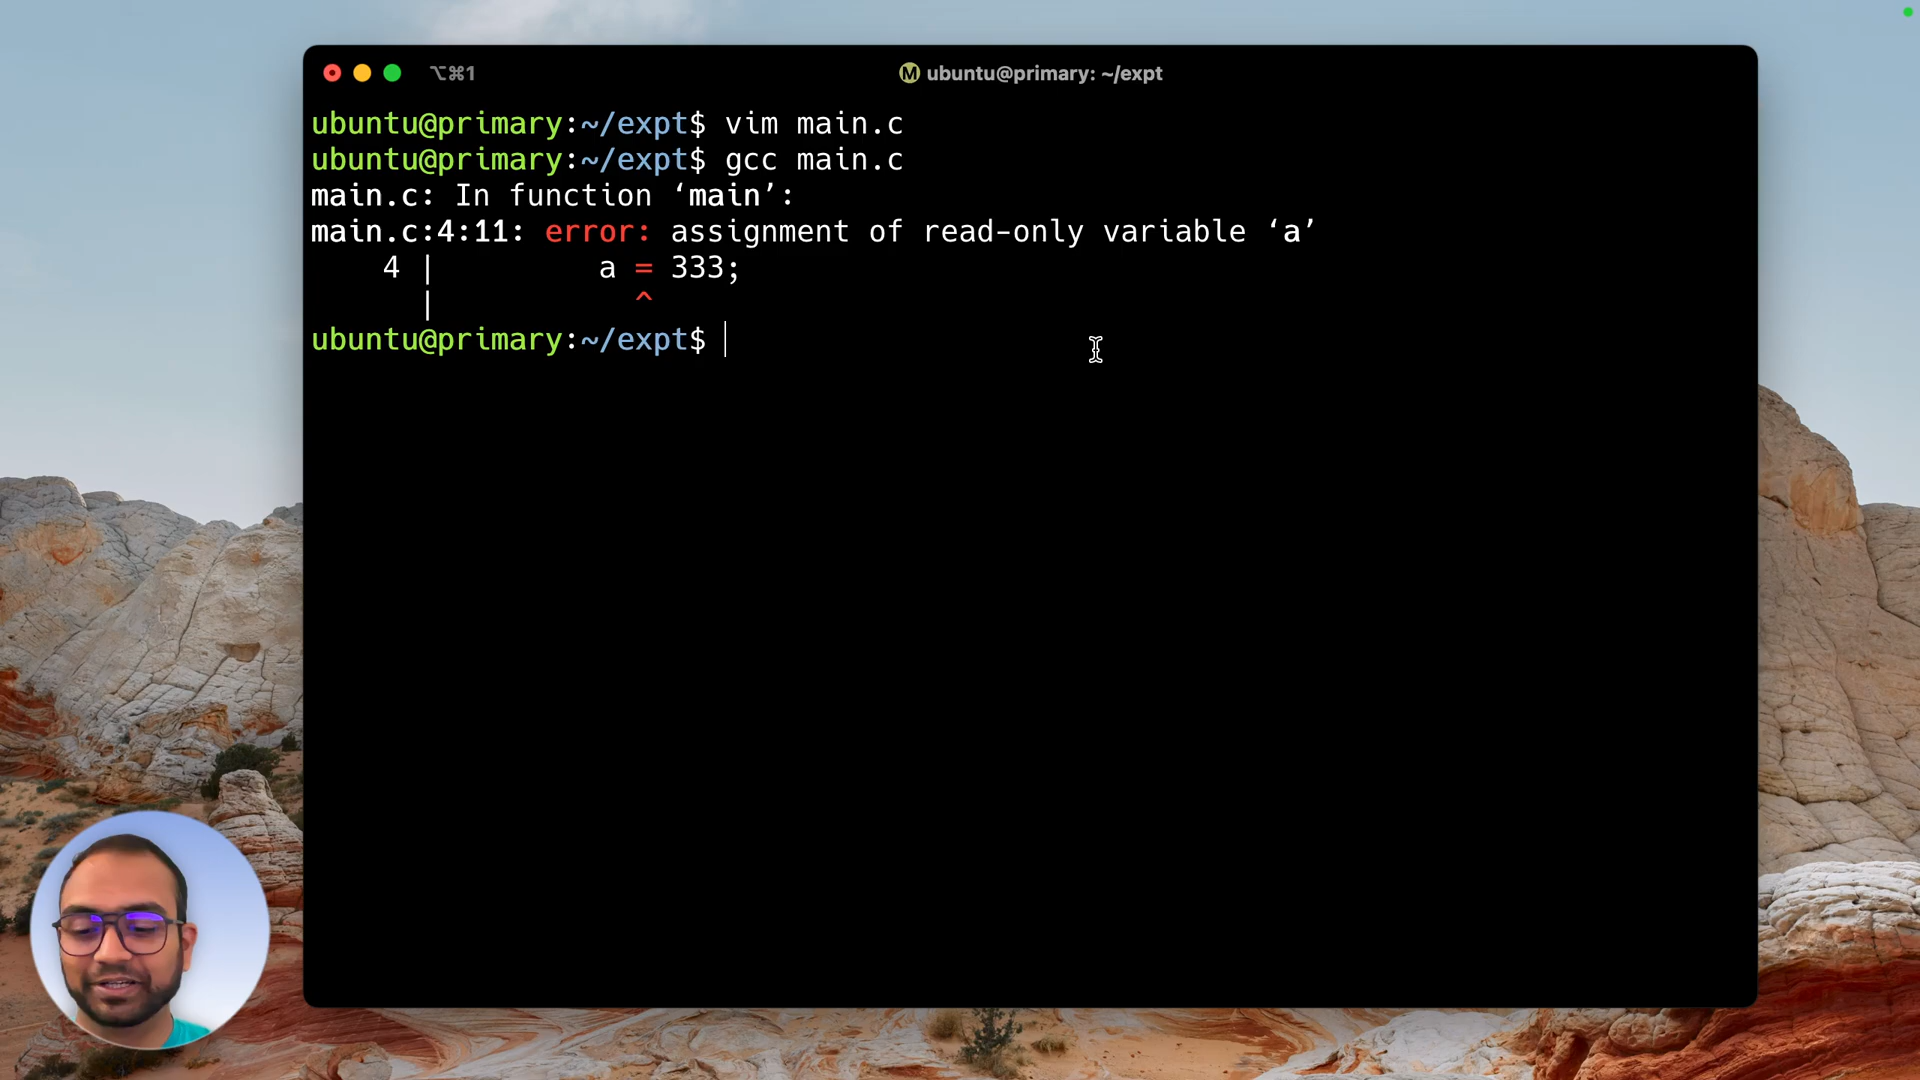 ⌥⌘1
M ubuntu@primary: ~/expt
ubuntu@primary:~/expt$ vim main.c
ubuntu@primary:~/expt$ gcc main.c
main.c: In function ‘main’:
main.c:4:11: error: assignment of read-only variable ‘a’
    4 |         a = 333;
      |           ^
ubuntu@primary:~/expt$